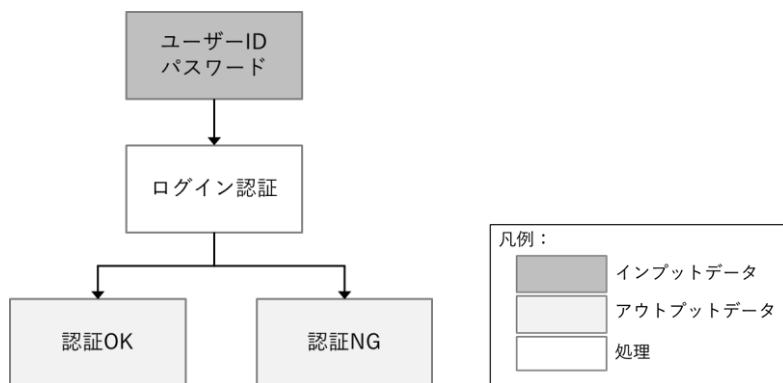 ユーザーID
パスワード
ログイン認証
認証OK
認証NG
凡例：
インプットデータ
アウトプットデータ
処理